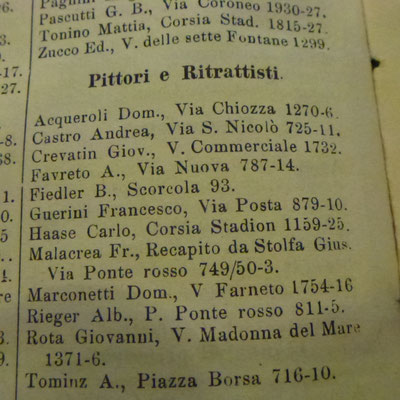 Pascutti G. B., Via Coroneo 1930-27.
Tonino Mattia, Corsia Stad. 1815-27.
Zucco Ed., V. delle sette Fontane 1299.
Pittori e Ritrattisti.
Acqueroli Dom., Via Chiozza 1270-6.
Castro Andrea, Via S. Nicolò 725-11.
Crevatin Giov., V. Commerciale 1732.
Favreto A., Via Nuova 787-14.
Fiedler B., Scorcola 93.
Guerini Francesco, Via Posta 879-10.
Haase Carlo, Corsia Stadion 1159-25.
Malacrea Fr., Recapito da Stolfa Gius.
Via Ponte rosso 749/50-3.
Marconetti Dom., V Farneto 1754-16
Rieger Alb., P. Ponte rosso 811-5.
Rota Giovanni, V. Madonna del Mare
1371-6.
Tominz A., Piazza Borsa 716-10.